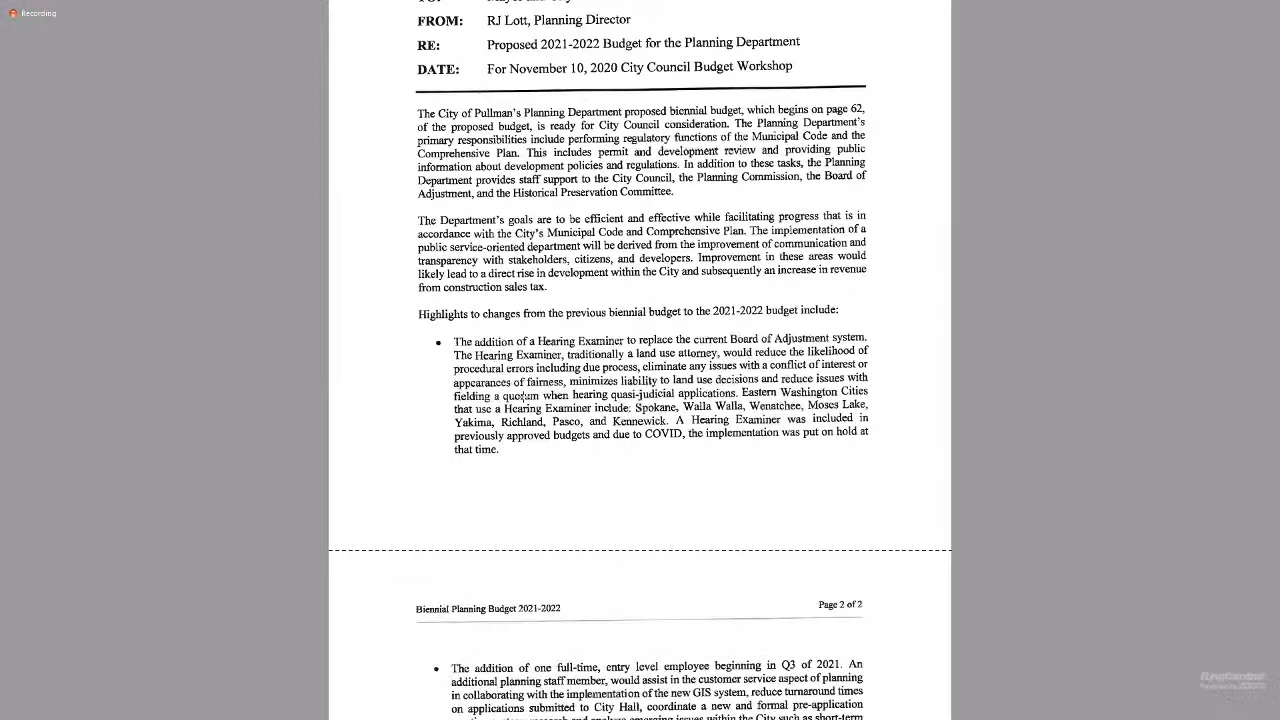 Recording
FROM: RJ Lott, Planning Director
RE: Proposed 2021-2022 Budget for the Planning Department
DATE: For November 10, 2020 City Council Budget Workshop
The City of Pullman's Planning Department proposed biennial budget, which begins on page 62,
of the proposed budget, is ready for City Council consideration. The Planning Department's
primary responsibilities include performing regulatory functions of the Municipal Code and the
Comprehensive Plan. This includes permit and development review and providing public
information about development policies and regulations. In addition to these tasks, the Planning
Department provides staff support to the City Council, the Planning Commission, the Board of
Adjustment, and the Historical Preservation Committee.
The Department's goals are to be efficient and effective while facilitating progress that is in
accordance with the City's Municipal Code and Comprehensive Plan. The implementation of a
public service-oriented department will be derived from the improvement of communication and
transparency with stakeholders, citizens, and developers. Improvement in these areas would
likely lead to a direct rise in development within the City and subsequently an increase in revenue
from construction sales tax.
Highlights to changes from the previous biennial budget to the 2021-2022 budget include:
• The addition of a Hearing Examiner to replace the current Board of Adjustment system.
The Hearing Examiner, traditionally a land use attorney, would reduce the likelihood of
procedural errors including due process, eliminate any issues with a conflict of interest or
appearances of fairness, minimizes liability to land use decisions and reduce issues with
fielding a quorum when hearing quasi-judicial applications. Eastern Washington Cities
that use a Hearing Examiner include: Spokane, Walla Walla, Wenatchee, Moses Lake,
Yakima, Richland, Pasco, and Kennewick. A Hearing Examiner was included in
previously approved budgets and due to COVID, the implementation was put on hold at
that time.
Biennial Planning Budget 2021-2022 Page 2 of 2
• The addition of one full-time, entry level employee beginning in Q3 of 2021. An
additional planning staff member, would assist in the customer service aspect of planning
in collaborating with the implementation of the new GIS system, reduce turnaround times
on applications submitted to City Hall, coordinate a new and formal pre-application
RingCentral